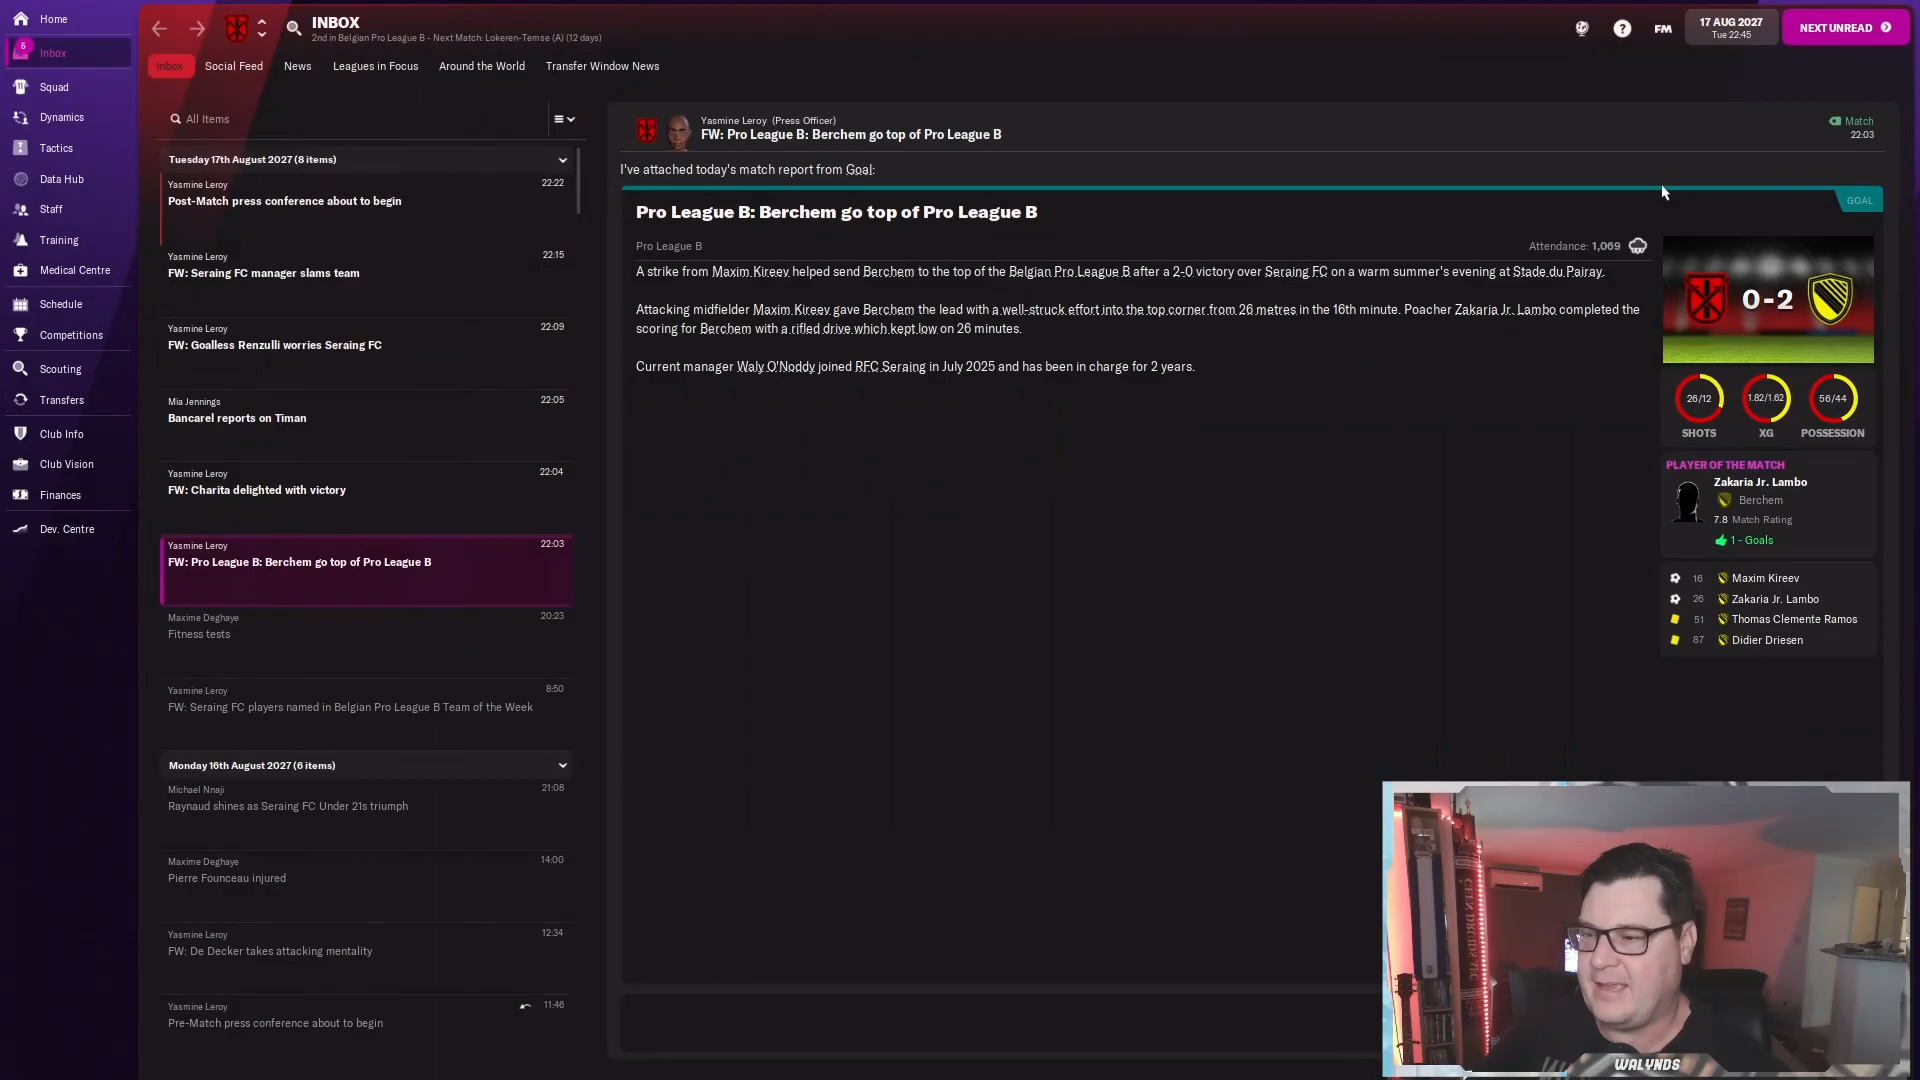 Home
5
Inbox
Squad
Dynamics
Tactics
Data Hub
Staff
Training
Medical Centre
Schedule
Competitions
Scouting
Transfers
Club Info
Club Vision
Finances
Dev. Centre
INBOX
2nd in Belgian Pro League B - Next Match: Lokeren-Temse (A) (12 days)
?
FM
17 AUG 2027
Tue 22:45
NEXT UNREAD
Inbox
Social Feed
News
Leagues in Focus
Around the World
Transfer Window News
All Items
Tuesday 17th August 2027 (8 items)
Yasmine Leroy 22:22
Post-Match press conference about to begin
Yasmine Leroy 22:15
FW: Seraing FC manager slams team
Yasmine Leroy 22:09
FW: Goalless Renzulli worries Seraing FC
Mia Jennings 22:05
Bancarel reports on Timan
Yasmine Leroy 22:04
FW: Charita delighted with victory
Yasmine Leroy 22:03
FW: Pro League B: Berchem go top of Pro League B
Maxime Deghaye 20:23
Fitness tests
Yasmine Leroy 8:50
FW: Seraing FC players named in Belgian Pro League B Team of the Week
Monday 16th August 2027 (6 items)
Michael Nnaji 21:08
Raynaud shines as Seraing FC Under 21s triumph
Maxime Deghaye 14:00
Pierre Founceau injured
Yasmine Leroy 12:34
FW: De Decker takes attacking mentality
Yasmine Leroy 11:46
Pre-Match press conference about to begin
Yasmine Leroy (Press Officer)
FW: Pro League B: Berchem go top of Pro League B
Match
22:03
I've attached today's match report from Goal:
GOAL
Pro League B: Berchem go top of Pro League B
Pro League B
Attendance: 1,069
A strike from Maxim Kireev helped send Berchem to the top of the Belgian Pro League B after a 2-0 victory over Seraing FC on a warm summer's evening at Stade du Pairay.
Attacking midfielder Maxim Kireev gave Berchem the lead with a well-struck effort into the top corner from 26 metres in the 16th minute. Poacher Zakaria Jr. Lambo completed the
scoring for Berchem with a rifled drive which kept low on 26 minutes.
Current manager Waly O'Noddy joined RFC Seraing in July 2025 and has been in charge for 2 years.
0-2
26/12
1.82/1.62
56/44
SHOTS
XG
POSSESSION
PLAYER OF THE MATCH
Zakaria Jr. Lambo
Berchem
7.8 Match Rating
1 - Goals
16 Maxim Kireev
26 Zakaria Jr. Lambo
51 Thomas Clemente Ramos
87 Didier Driesen
WALYNDS